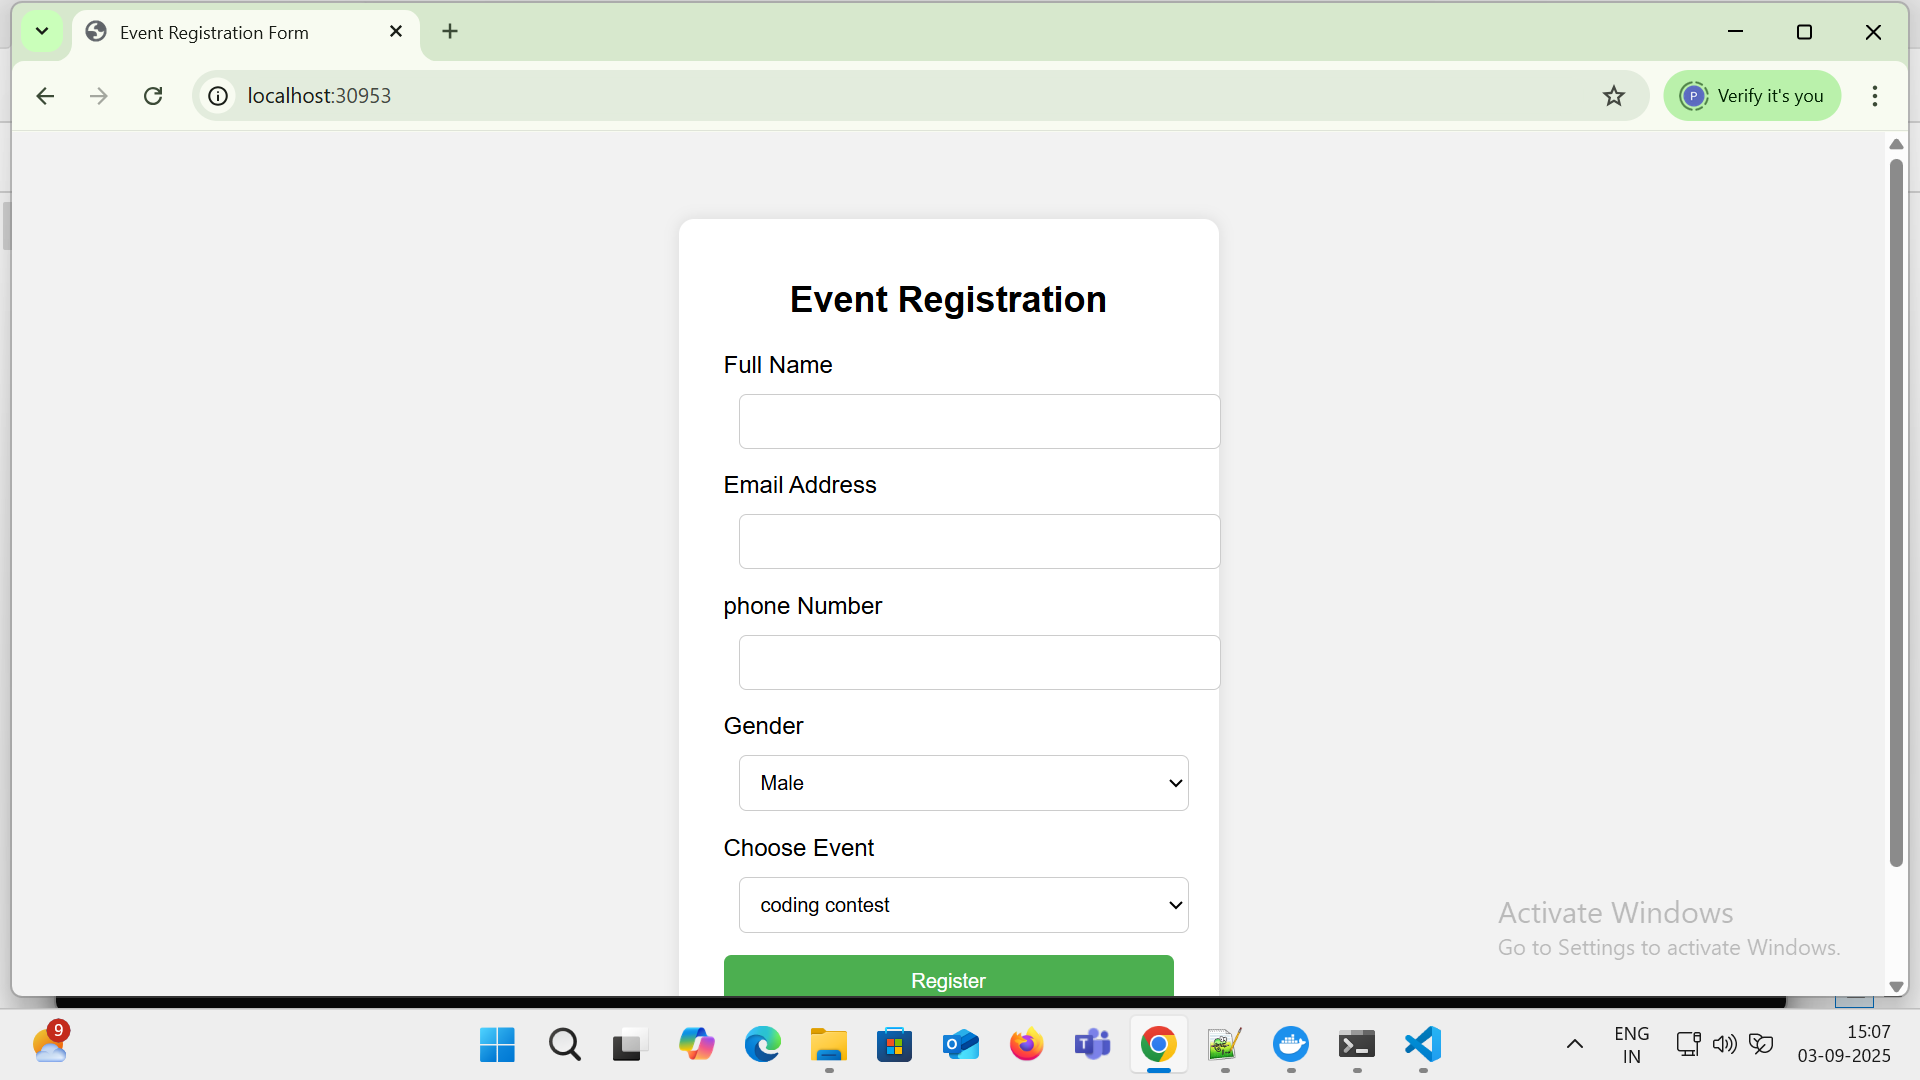 Event Registration Form
localhost:30953
P
Verify it's you
Event Registration
Full Name
Email Address
phone Number
Gender
Male
Choose Event
coding contest
Register
Activate Windows
Go to Settings to activate Windows.
9
ENG
IN
15:07
03-09-2025